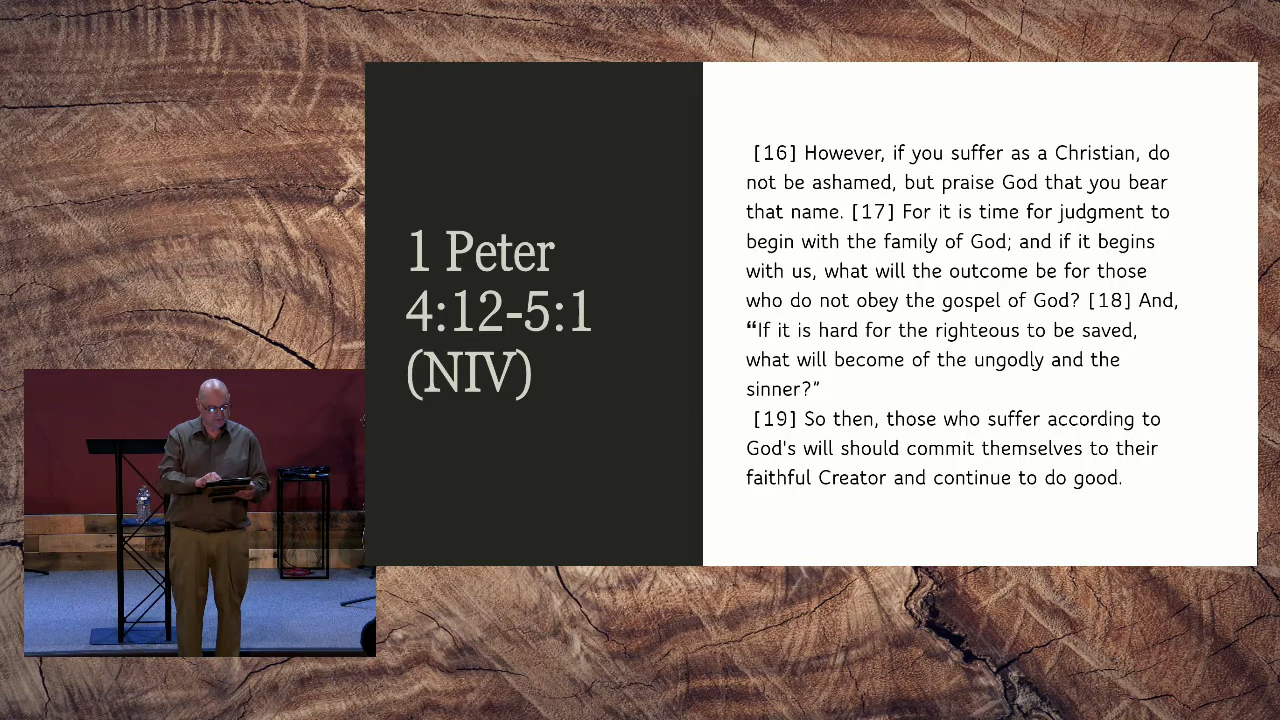 1 Peter
4:12-5:1
(NIV)
[16] However, if you suffer as a Christian, do
not be ashamed, but praise God that you bear
that name. [17] For it is time for judgment to
begin with the family of God; and if it begins
with us, what will the outcome be for those
who do not obey the gospel of God? [18] And,
“If it is hard for the righteous to be saved,
what will become of the ungodly and the
sinner?”
[19] So then, those who suffer according to
God's will should commit themselves to their
faithful Creator and continue to do good.